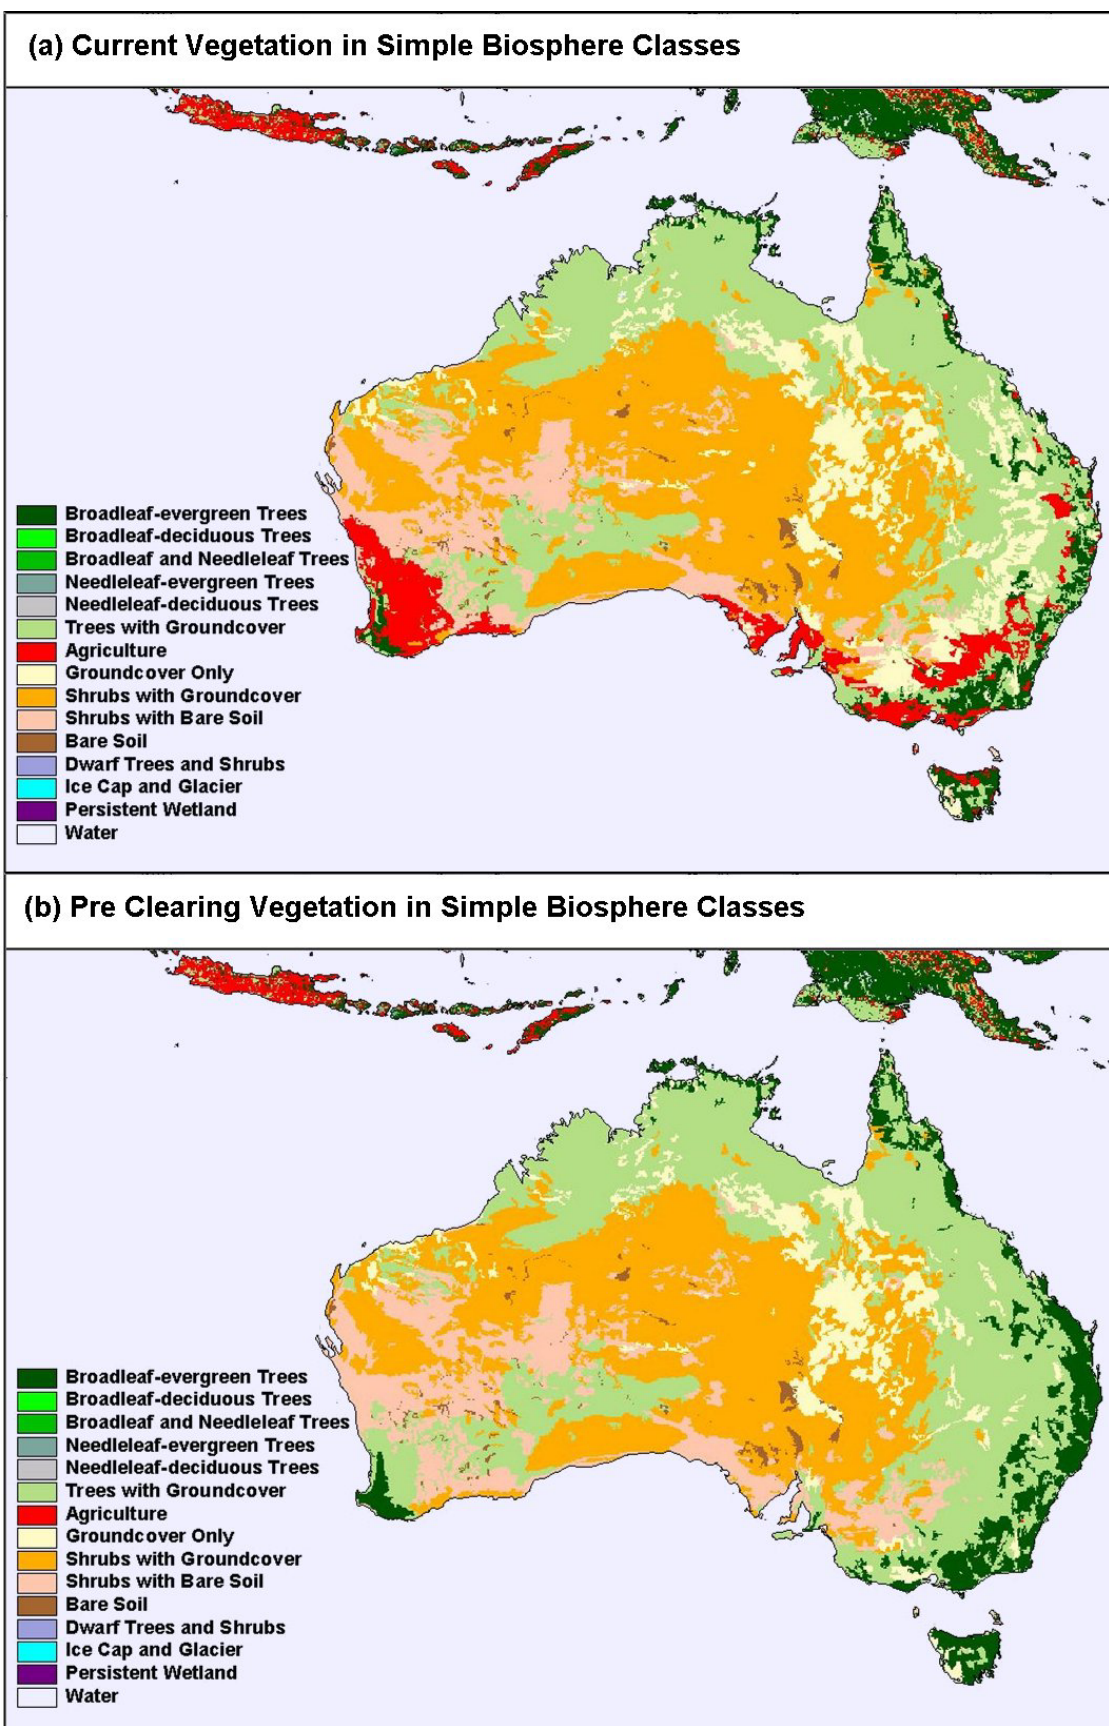 (a) Current Vegetation in Simple Biosphere Classes
Broadleaf-evergreen Trees
Broadleaf-deciduous Trees
Broadleaf and Needleleaf Trees
Needleleaf-evergreen Trees
Needleleaf-deciduous Trees
Trees with Groundcover
Agriculture
Groundcover Only
Shrubs with Groundcover
Shrubs with Bare Soil
Bare Soil
Dwarf Trees and Shrubs
Ice Cap and Glacier
Persistent Wetland
Water
(b) Pre Clearing Vegetation in Simple Biosphere Classes
Broadleaf-evergreen Trees
Broadleaf-deciduous Trees
Broadleaf and Needleleaf Trees
Needleleaf-evergreen Trees
Needleleaf-deciduous Trees
Trees with Groundcover
Agriculture
Groundcover Only
Shrubs with Groundcover
Shrubs with Bare Soil
Bare Soil
Dwarf Trees and Shrubs
Ice Cap and Glacier
Persistent Wetland
Water